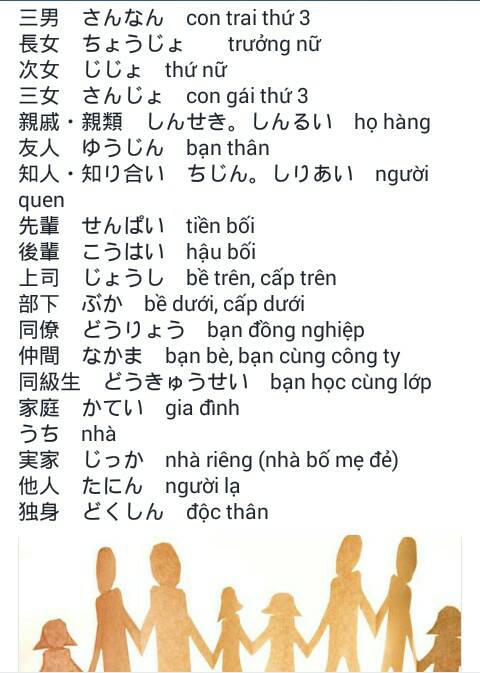 三男　さんなん　con trai thứ 3
長女　ちょうじょ　　trưởng nữ
次女　じじょ　thứ nữ
三女　さんじょ　con gái thứ 3
親戚・親類　しんせき。しんるい　họ hàng
友人　ゆうじん　bạn thân
知人・知り合い　ちじん。しりあい　người
quen
先輩　せんぱい　tiền bối
後輩　こうはい　hậu bối
上司　じょうし　bề trên, cấp trên
部下　ぶか　bề dưới, cấp dưới
同僚　どうりょう　bạn đồng nghiệp
仲間　なかま　bạn bè, bạn cùng công ty
同級生　どうきゅうせい　bạn học cùng lớp
家庭　かてい　gia đình
うち　nhà
実家　じっか　nhà riêng (nhà bố mẹ đẻ)
他人　たにん　người lạ
独身　どくしん　độc thân